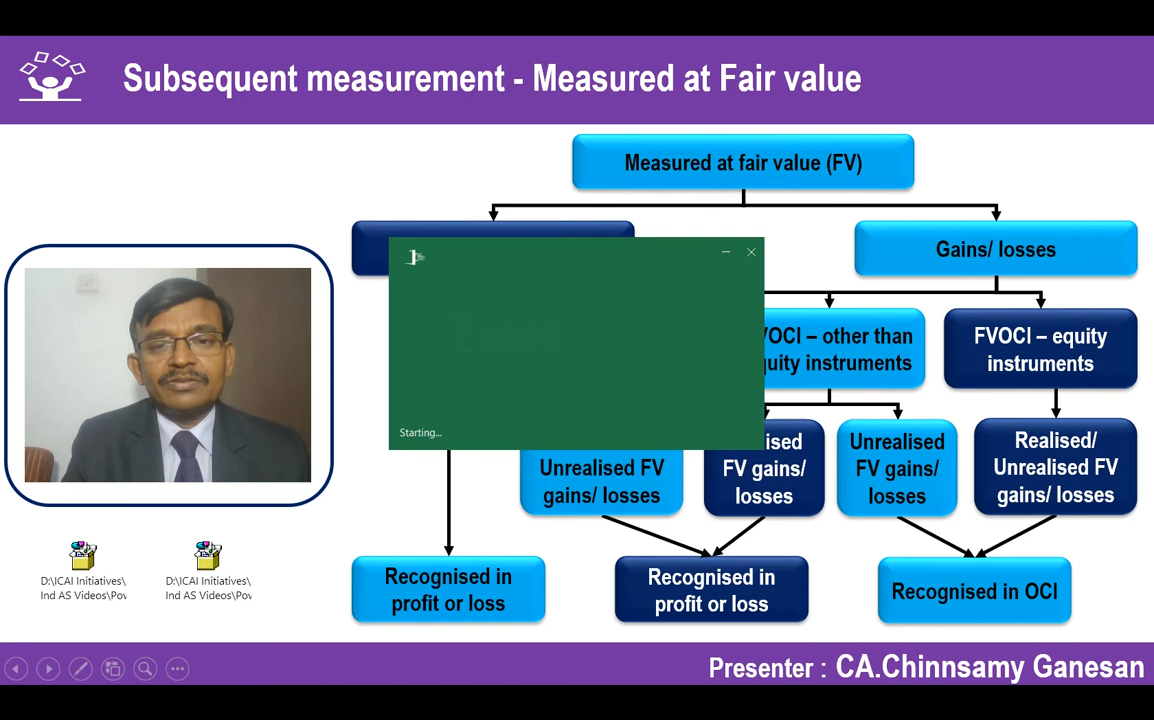 Subsequent measurement - Measured at Fair value
Measured at fair value (FV)
Gains/ losses
OCI – other than
quity instruments
FVOCI – equity
instruments
Starting...
Unrealised FV
gains/ losses
ised
FV gains/
losses
Unrealised
FV gains/
losses
Realised/
Unrealised FV
gains/ losses
D:\ICAI Initiatives\
Ind AS Videos\Pov
D:\ICAI Initiatives\
Ind AS Videos\Pov
Recognised in
profit or loss
Recognised in
profit or loss
Recognised in OCI
Presenter : CA.Chinnsamy Ganesan